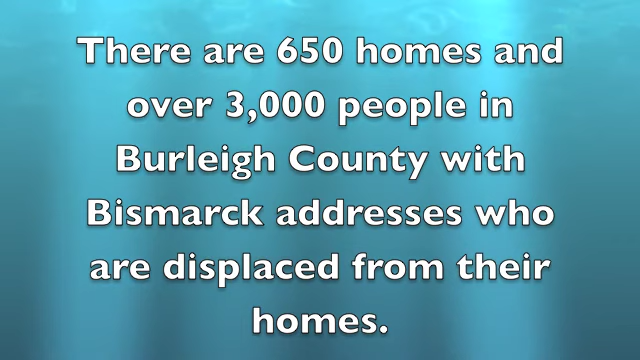 There are 650 homes and
over 3,000 people in
Burleigh County with
Bismarck addresses who
are displaced from their
homes.